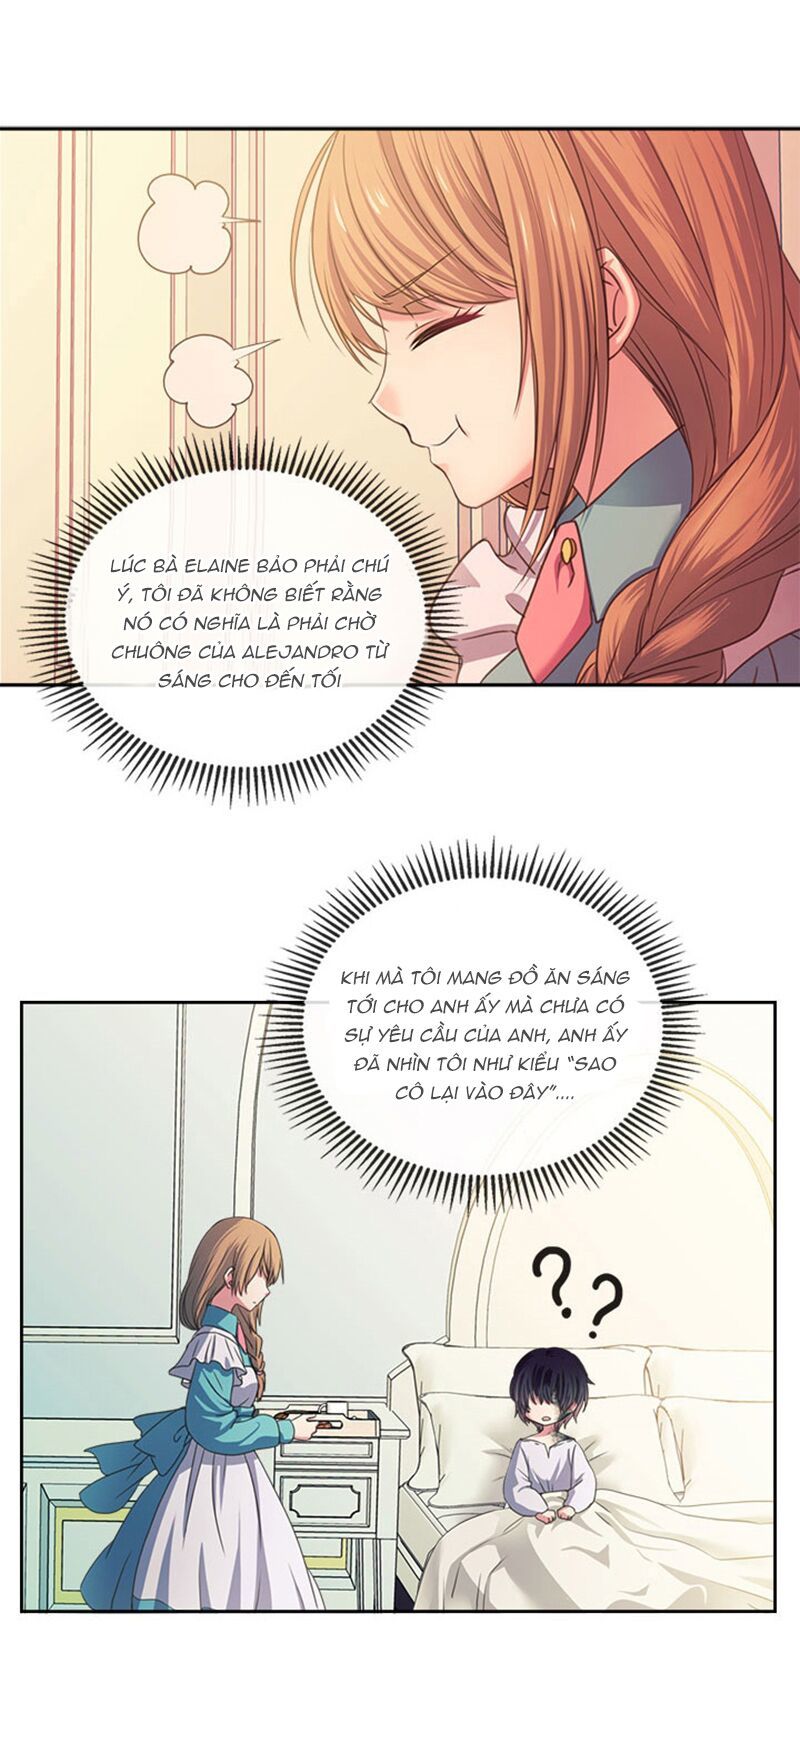 LÚC BÀ ELAINE BẢO PHẢI CHÚ
Ý, TÔI ĐÃ KHÔNG BIẾT RẰNG
NÓ CÓ NGHĨA LÀ PHẢI CHỜ
CHUÔNG CỦA ALEJANDRO TỪ
SÁNG CHO ĐẾN TỐI
KHI MÀ TÔI MANG ĐỒ ĂN SÁNG
TỚI CHO ANH ẤY MÀ CHƯA CÓ
SỰ YÊU CẦU CỦA ANH, ANH ẤY
ĐÃ NHÌN TÔI NHƯ KIỂU “SAO
CÔ LẠI VÀO ĐÂY”....
? ?